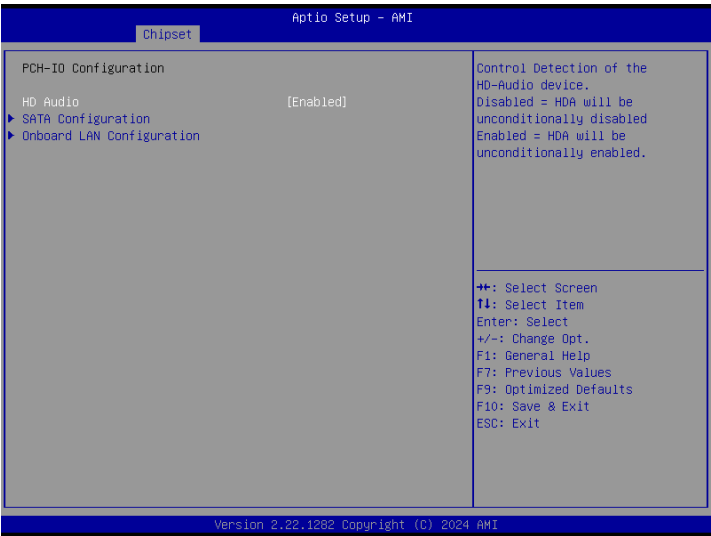 Aptio Setup – AMI
Chipset
PCH-IO Configuration
HD Audio [Enabled]
SATA Configuration
Onboard LAN Configuration
Control Detection of the
HD-Audio device.
Disabled = HDA will be
unconditionally disabled
Enabled = HDA will be
unconditionally enabled.
→←: Select Screen
↑↓: Select Item
Enter: Select
+/-: Change Opt.
F1: General Help
F7: Previous Values
F9: Optimized Defaults
F10: Save & Exit
ESC: Exit
Version 2.22.1282 Copyright (C) 2024 AMI